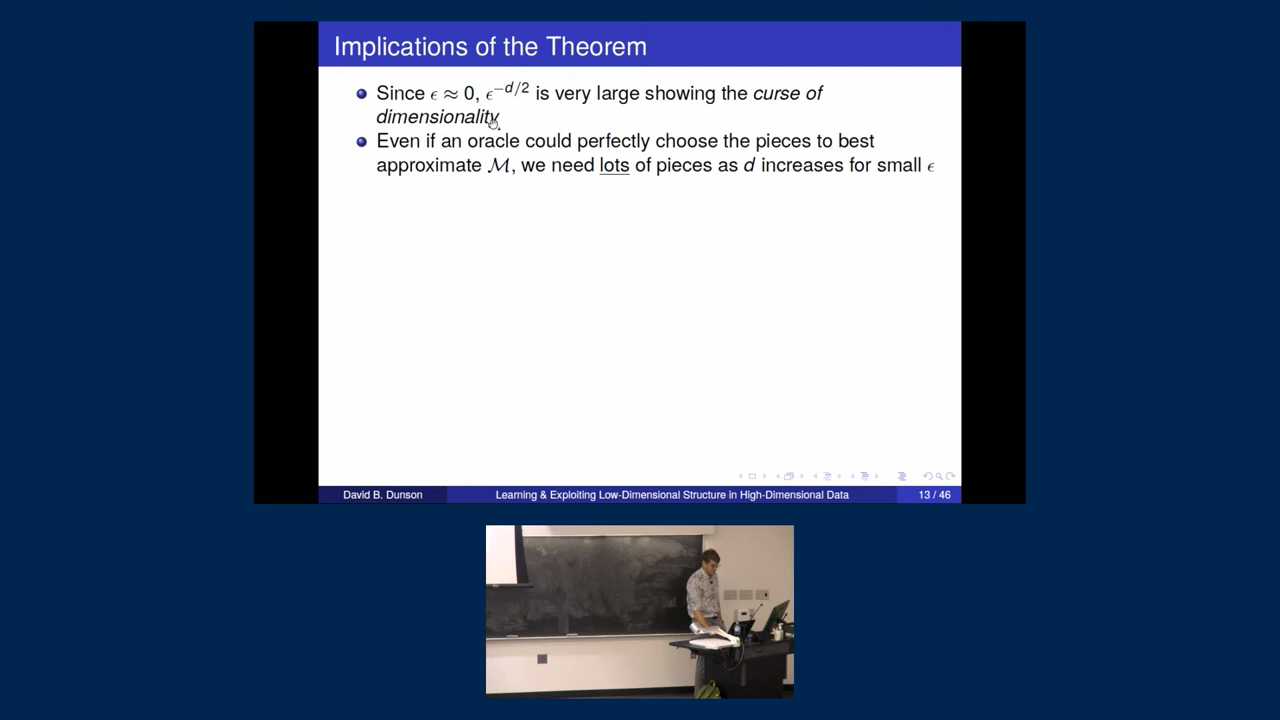 Implications of the Theorem
Since ϵ ≈ 0, ϵ^{-d/2} is very large showing the curse of
dimensionality.
Even if an oracle could perfectly choose the pieces to best
approximate ℳ, we need lots of pieces as d increases for small ϵ
David B. Dunson Learning & Exploiting Low-Dimensional Structure in High-Dimensional Data 13 / 46